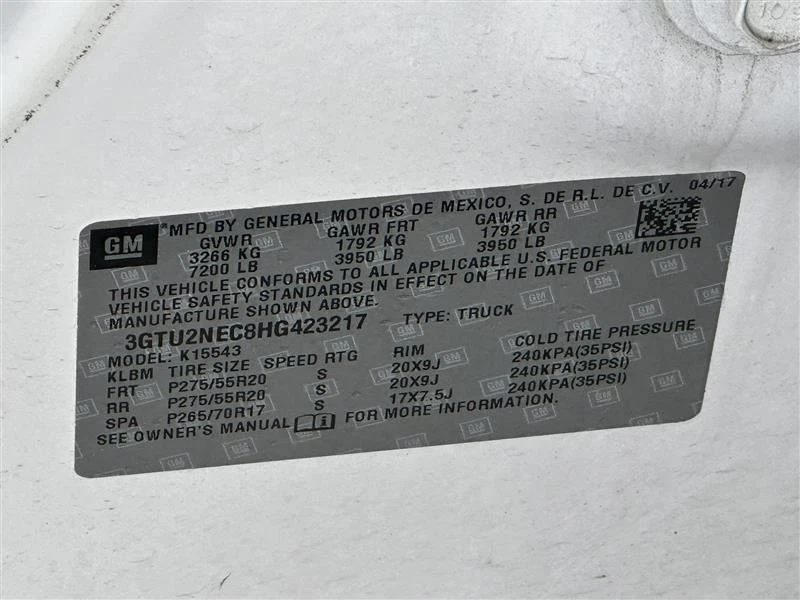 GM
®MFD BY GENERAL MOTORS DE MEXICO, S. DE R.L. DE C.V. 04/17
GVWR GAWR FRT GAWR RR
3266 KG 1792 KG 1792 KG
7200 LB 3950 LB 3950 LB
THIS VEHICLE CONFORMS TO ALL APPLICABLE U.S. FEDERAL MOTOR
VEHICLE SAFETY STANDARDS IN EFFECT ON THE DATE OF
MANUFACTURE SHOWN ABOVE.
3GTU2NEC8HG423217 TYPE: TRUCK
MODEL: K15543
KLBM TIRE SIZE SPEED RTG RIM COLD TIRE PRESSURE
FRT P275/55R20 S 20X9J 240KPA(35PSI)
RR P275/55R20 S 20X9J 240KPA(35PSI)
SPA P265/70R17 S 17X7.5J 240KPA(35PSI)
SEE OWNER'S MANUAL FOR MORE INFORMATION.